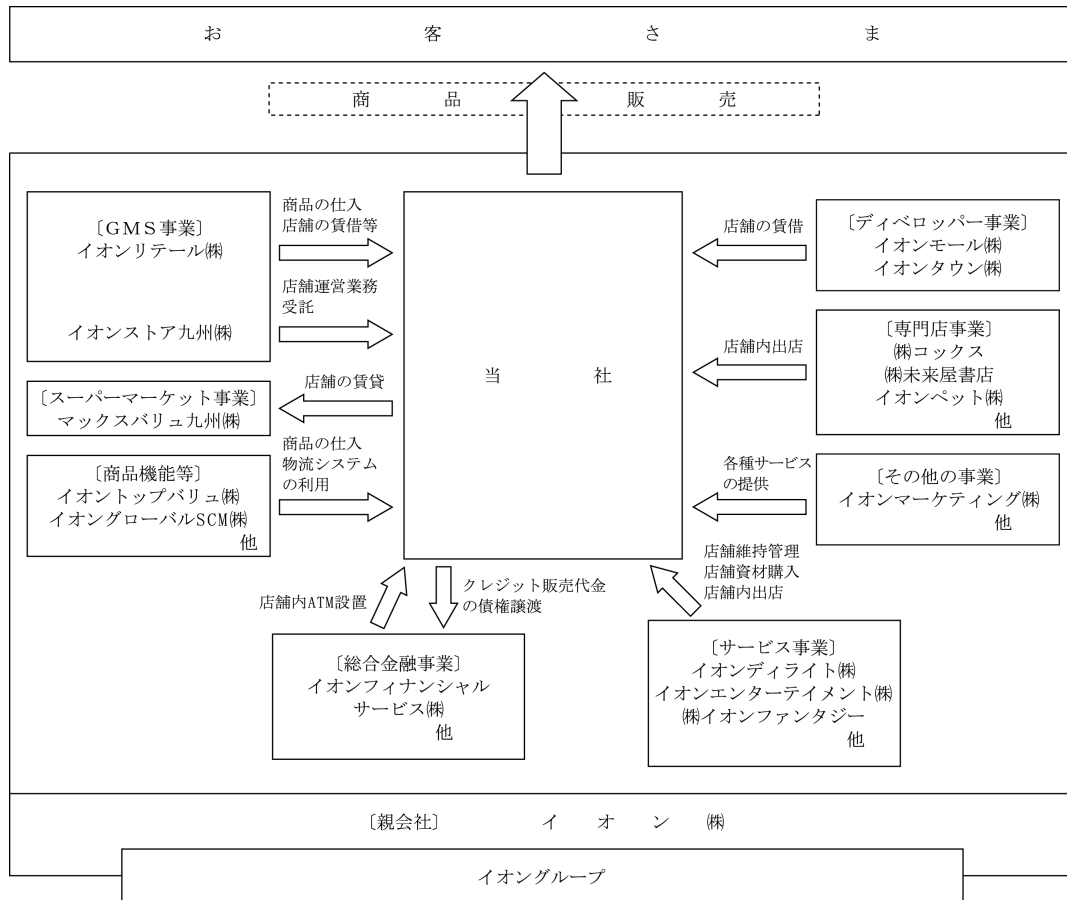 お客さま
商品販売
〔ＧＭＳ事業〕
イオンリテール㈱
イオンストア九州㈱
商品の仕入
店舗の賃借等
店舗運営業務
受託
〔スーパーマーケット事業〕
マックスバリュ九州㈱
店舗の賃貸
〔商品機能等〕
イオントップバリュ㈱
イオングローバルSCM㈱
他
商品の仕入
物流システム
の利用
当社
店舗の賃借
〔ディベロッパー事業〕
イオンモール㈱
イオンタウン㈱
店舗内出店
〔専門店事業〕
㈱コックス
㈱未来屋書店
イオンペット㈱
他
各種サービス
の提供
〔その他の事業〕
イオンマーケティング㈱
他
店舗内ATM設置
クレジット販売代金
の債権譲渡
〔総合金融事業〕
イオンフィナンシャル
サービス㈱
他
店舗維持管理
店舗資材購入
店舗内出店
〔サービス事業〕
イオンディライト㈱
イオンエンターテイメント㈱
㈱イオンファンタジー
他
〔親会社〕 イオン㈱
イオングループ